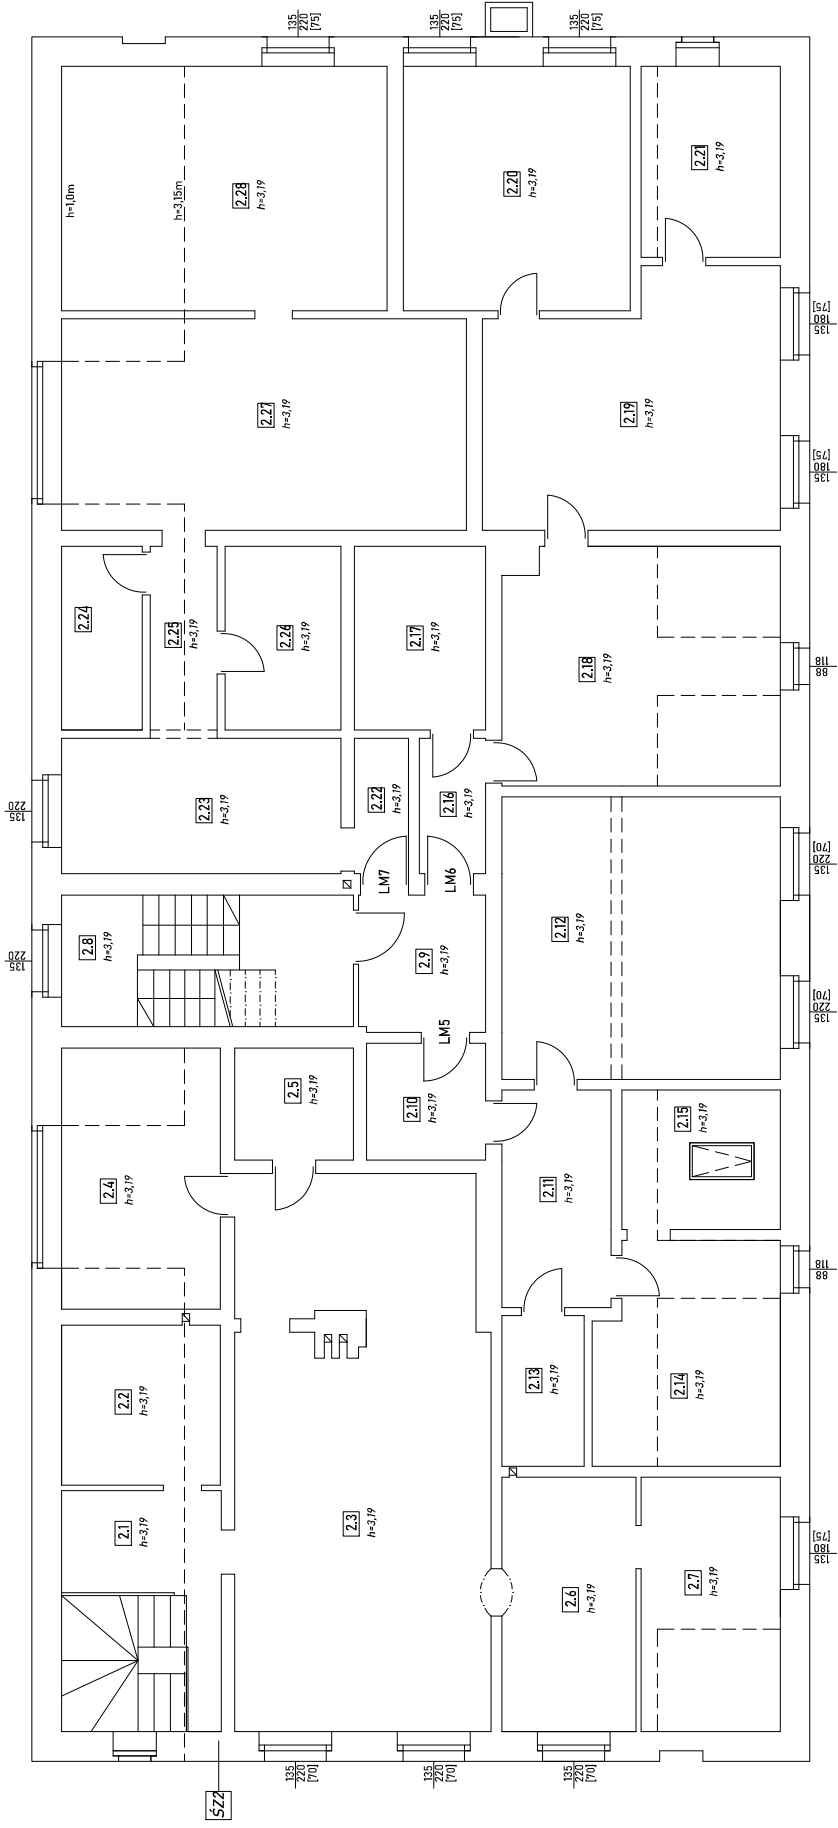 135
220
[75]
135
220
[75]
135
220
[75]
h=1,0m
h=3,15m
2.28
h=3,19
2.20
h=3,19
2.21
h=3,19
[75]
180
135
2.27
h=3,19
2.19
h=3,19
[75]
180
135
2.24
2.25
h=3,19
2.26
h=3,19
2.17
h=3,19
2.18
h=3,19
118
88
220
135
2.23
h=3,19
2.22
h=3,19
2.16
h=3,19
[70]
220
135
LM7
LM6
220
135
2.8
h=3,19
2.9
h=3,19
2.12
h=3,19
[70]
220
135
LM5
2.5
h=3,19
2.10
h=3,19
2.15
h=3,19
2.4
h=3,19
2.11
h=3,19
118
88
2.2
h=3,19
2.13
h=3,19
2.14
h=3,19
2.1
h=3,19
2.3
h=3,19
[75]
180
135
2.6
h=3,19
2.7
h=3,19
135
220
[70]
135
220
[70]
135
220
[70]
ŚZ2